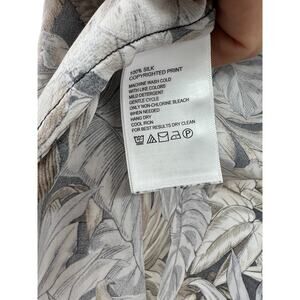 100% SILK
COPYRIGHTED PRINT
MACHINE WASH COLD
WITH LIKE COLORS
MILD DETERGENT
GENTLE CYCLE
ONLY NON-CHLORINE BLEACH
WHEN NEEDED
HANG DRY
COOL IRON
FOR BEST RESULTS DRY CLEAN